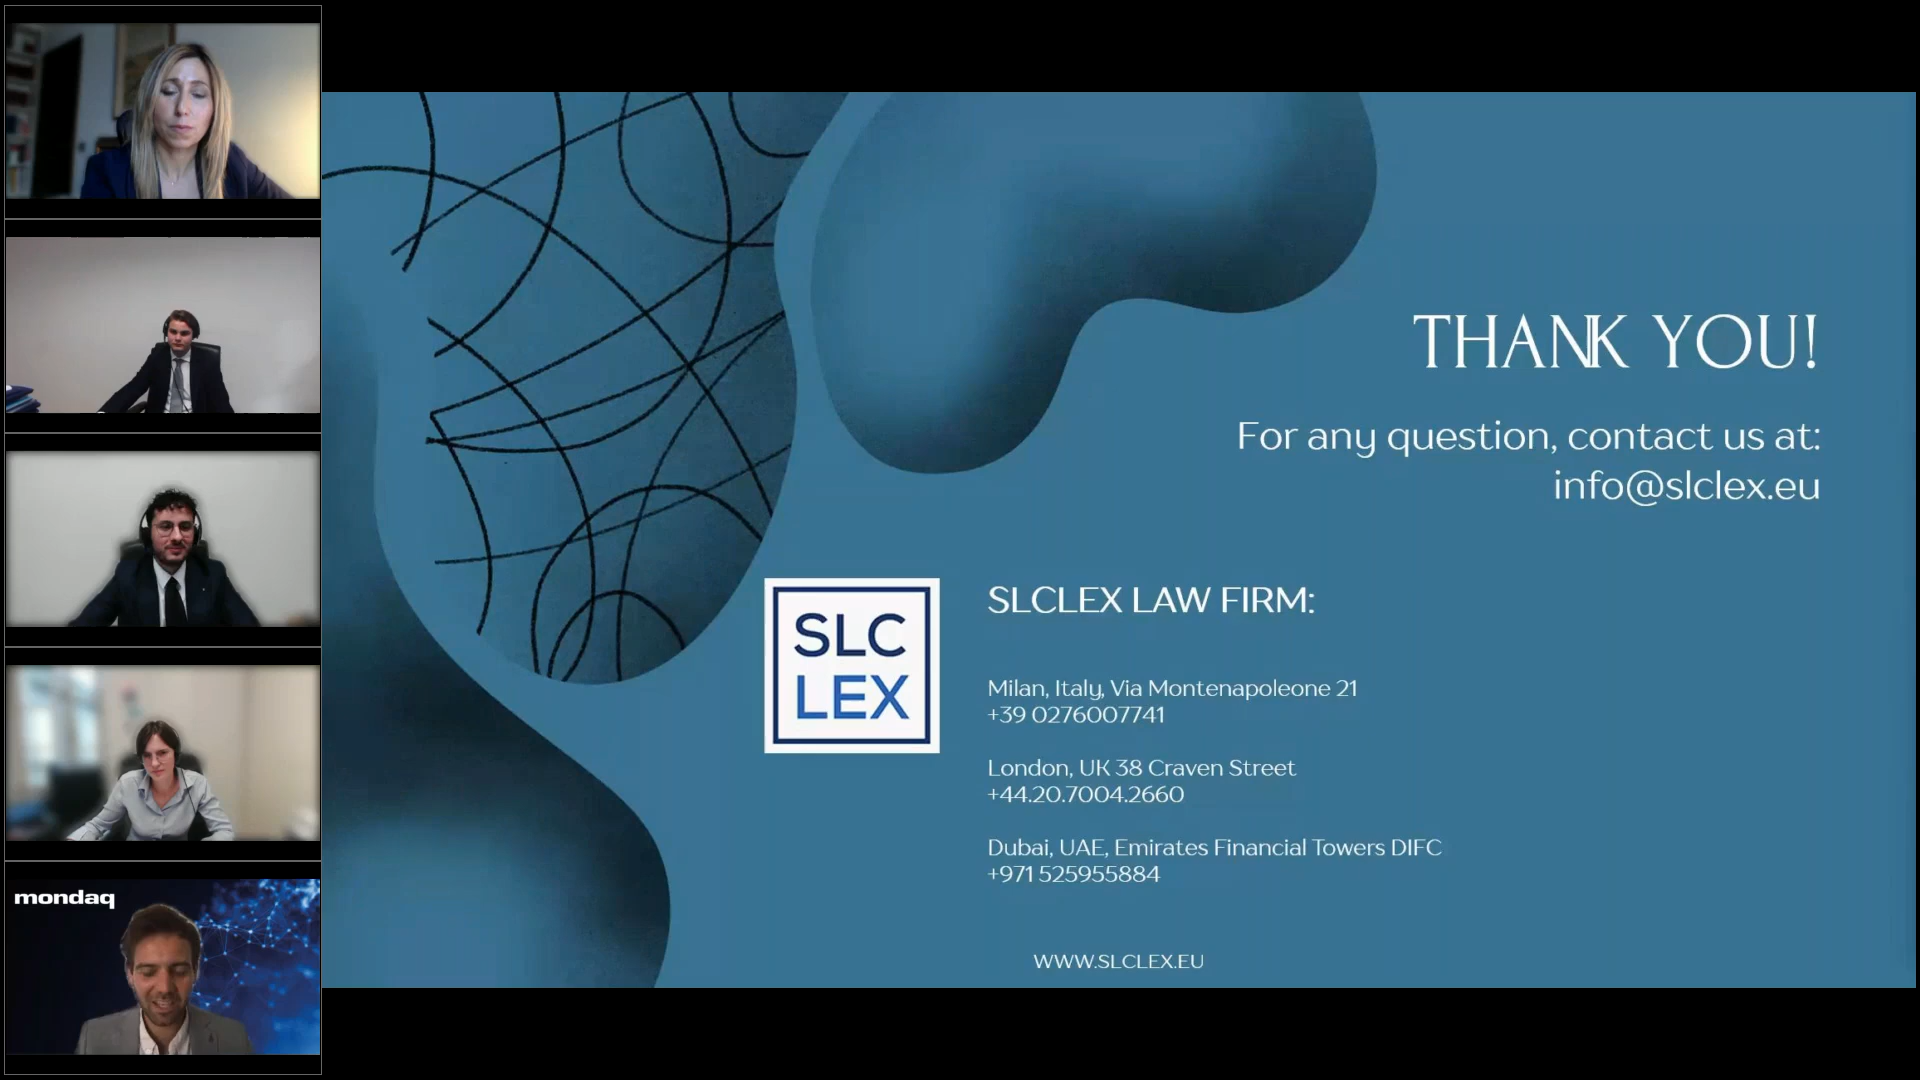 mondaq
THANK YOU!
For any question, contact us at:
info@slclex.eu
SLC
LEX
SLCLEX LAW FIRM:
Milan, Italy, Via Montenapoleone 21
+39 0276007741
London, UK 38 Craven Street
+44.20.7004.2660
Dubai, UAE, Emirates Financial Towers DIFC
+971 525955884
WWW.SLCLEX.EU